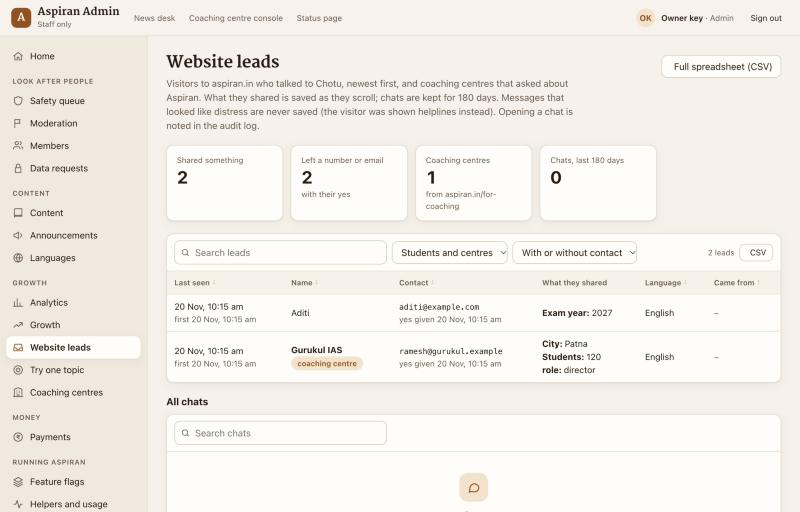 A
Aspiran Admin
Staff only
News desk
Coaching centre console
Status page
OK
Owner key · Admin
Sign out
Home
LOOK AFTER PEOPLE
Safety queue
Moderation
Members
Data requests
CONTENT
Content
Announcements
Languages
GROWTH
Analytics
Growth
Website leads
Try one topic
Coaching centres
MONEY
Payments
RUNNING ASPIRAN
Feature flags
Helpers and usage
Website leads
Visitors to aspiran.in who talked to Chotu, newest first, and coaching centres that asked about
Aspiran. What they shared is saved as they scroll; chats are kept for 180 days. Messages that
looked like distress are never saved (the visitor was shown helplines instead). Opening a chat is
noted in the audit log.
Full spreadsheet (CSV)
Shared something
2
Left a number or email
2
with their yes
Coaching centres
1
from aspiran.in/for-
coaching
Chats, last 180 days
0
Search leads
Students and centres
With or without contact
2 leads
CSV
Last seen
Name
Contact
What they shared
Language
Came from
20 Nov, 10:15 am
first 20 Nov, 10:15 am
Aditi
aditi@example.com
yes given 20 Nov, 10:15 am
Exam year: 2027
English
–
20 Nov, 10:15 am
first 20 Nov, 10:15 am
Gurukul IAS
coaching centre
ramesh@gurukul.example
yes given 20 Nov, 10:15 am
City: Patna
Students: 120
role: director
English
–
All chats
Search chats